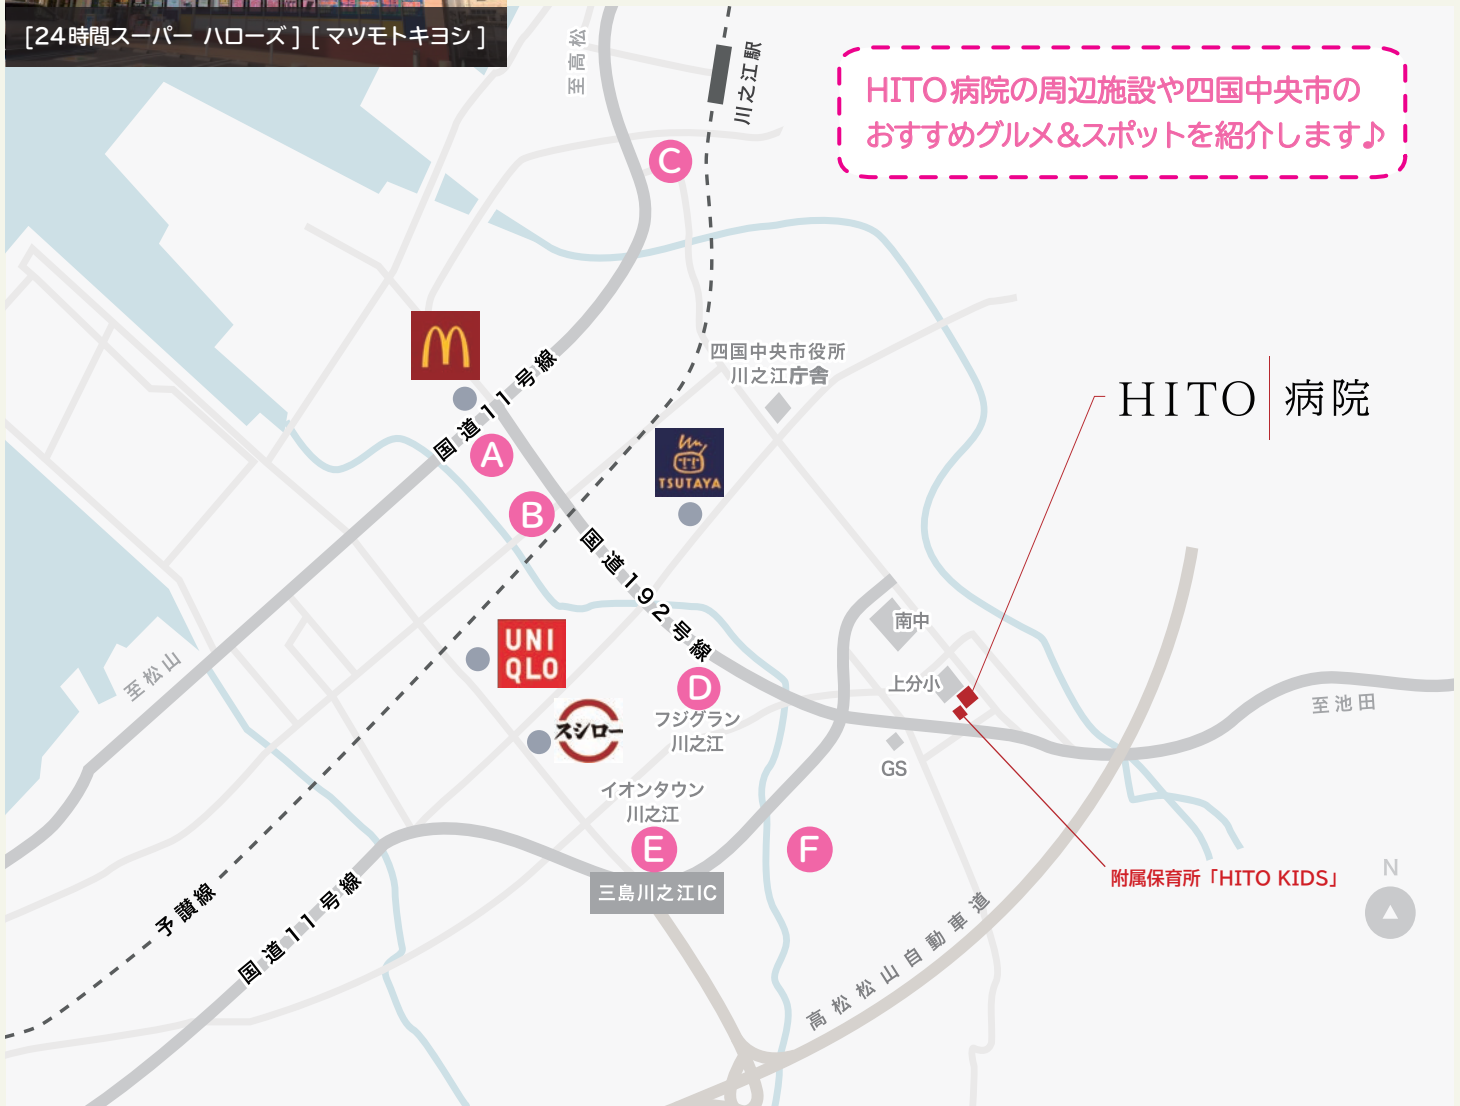 [24時間スーパー ハローズ] [マツモトキヨシ]
至高松
川之江駅
HITO病院の周辺施設や四国中央市の
おすすめグルメ&スポットを紹介します♪
C
四国中央市役所
川之江庁舎
国道11号線
A
HITO 病院
TSUTAYA
B
国道192号線
南中
UNI
QLO
至松山
上分小
D
至池田
フジグラン
川之江
スシロー
GS
イオンタウン
川之江
E
F
附属保育所「HITO KIDS」
N
三島川之江IC
予讃線
国道11号線
高松松山自動車道